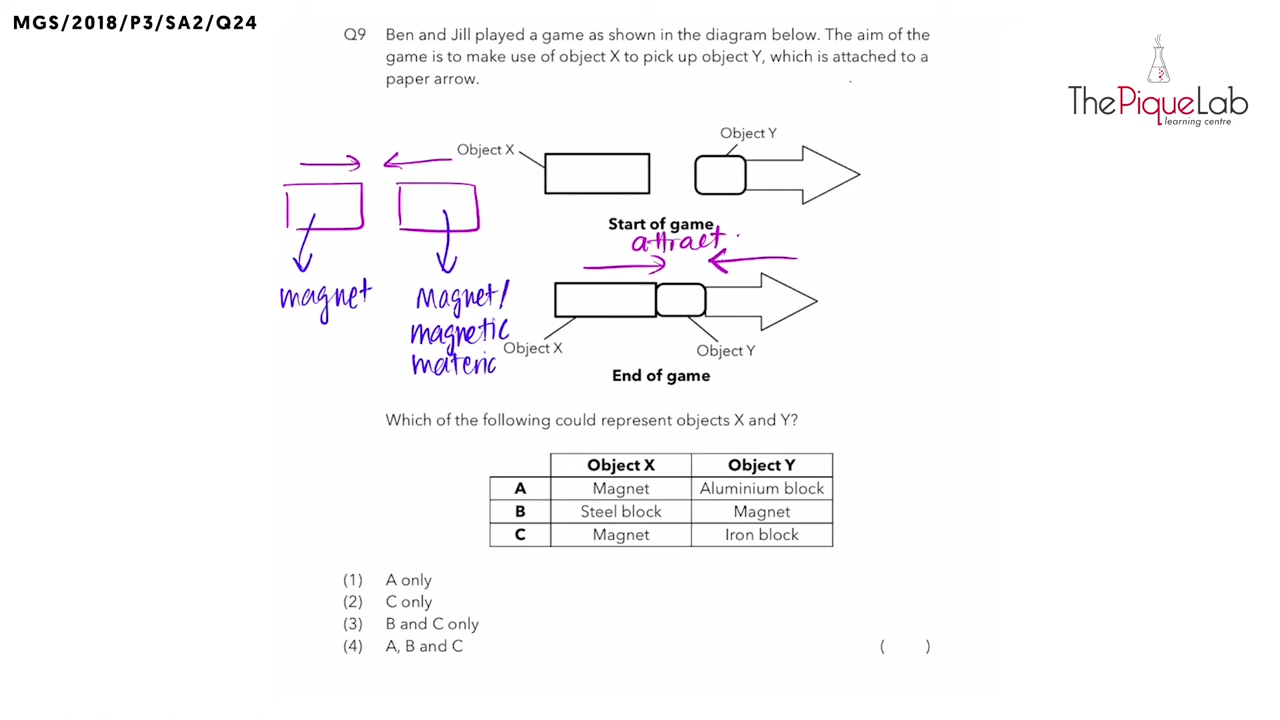 MGS/2018/P3/SA2/Q24
ThePiqueLab
learning centre
Q9 Ben and Jill played a game as shown in the diagram below. The aim of the
game is to make use of object X to pick up object Y, which is attached to a
paper arrow.
Object X
Object Y
Start of game
attract
magnet
Magnet/
magnetic
materic
Object X
Object Y
End of game
Which of the following could represent objects X and Y?
Object X Object Y
A Magnet Aluminium block
B Steel block Magnet
C Magnet Iron block
(1) A only
(2) C only
(3) B and C only
(4) A, B and C
( )